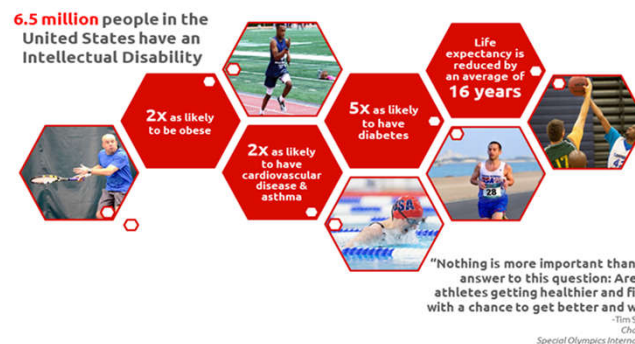 6.5 million people in the
United States have an
Intellectual Disability
2x as likely
to be obese
2x as likely
to have
cardiovascular
disease &
asthma
5x as likely
to have
diabetes
Life
expectancy is
reduced by
an average of
16 years
USA
28
17
"Nothing is more important than
answer to this question: Are
athletes getting healthier and fi
with a chance to get better and w
-Tim S
Cha
Special Olympics Interna